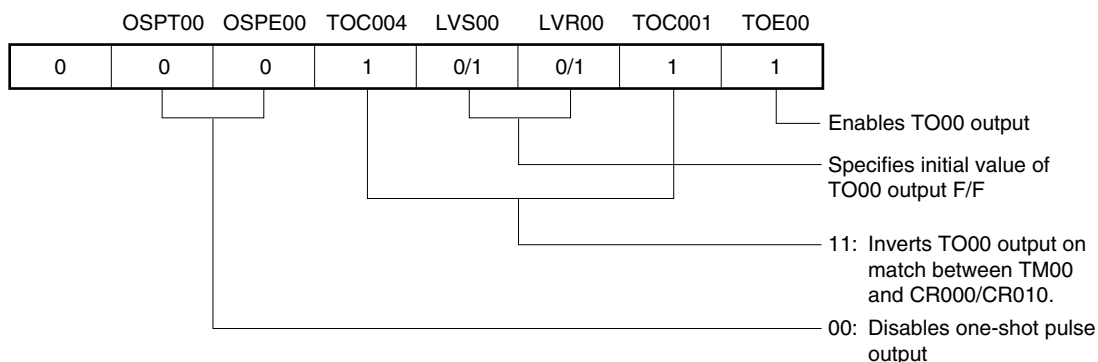 OSPT00 OSPE00 TOC004 LVS00 LVR00 TOC001 TOE00
0 0 0 1 0/1 0/1 1 1
Enables TO00 output
Specifies initial value of
TO00 output F/F
11: Inverts TO00 output on
match between TM00
and CR000/CR010.
00: Disables one-shot pulse
output